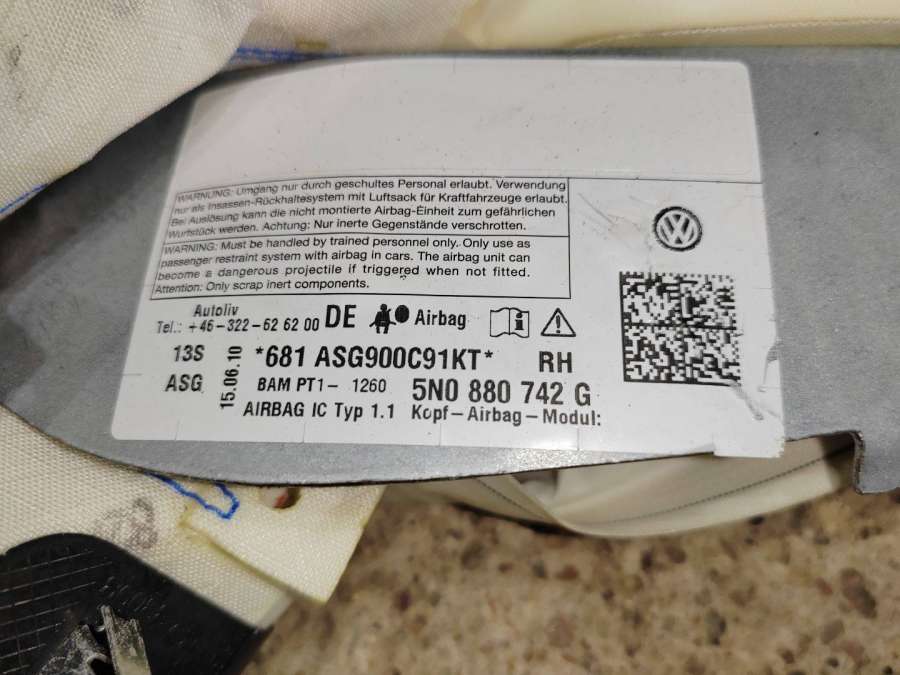 WARNUNG: Umgang nur durch geschultes Personal erlaubt. Verwendung
nur als Insassen-Rückhaltesystem mit Luftsack für Kraftfahrzeuge erlaubt.
Bei Auslösung kann die nicht montierte Airbag-Einheit zum gefährlichen
Wurfstück werden. Achtung: Nur inerte Gegenstände verschrotten.
WARNING: Must be handled by trained personnel only. Only use as
passenger restraint system with airbag in cars. The airbag unit can
become a dangerous projectile if triggered when not fitted.
Attention: Only scrap inert components.
Autoliv
Tel.: +46-322-62 62 00 DE Airbag
13S 15.06.10 *681 ASG900C91KT* RH
ASG BAM PT1- 1260 5N0 880 742 G
AIRBAG IC Typ 1.1 Kopf-Airbag-Modul: